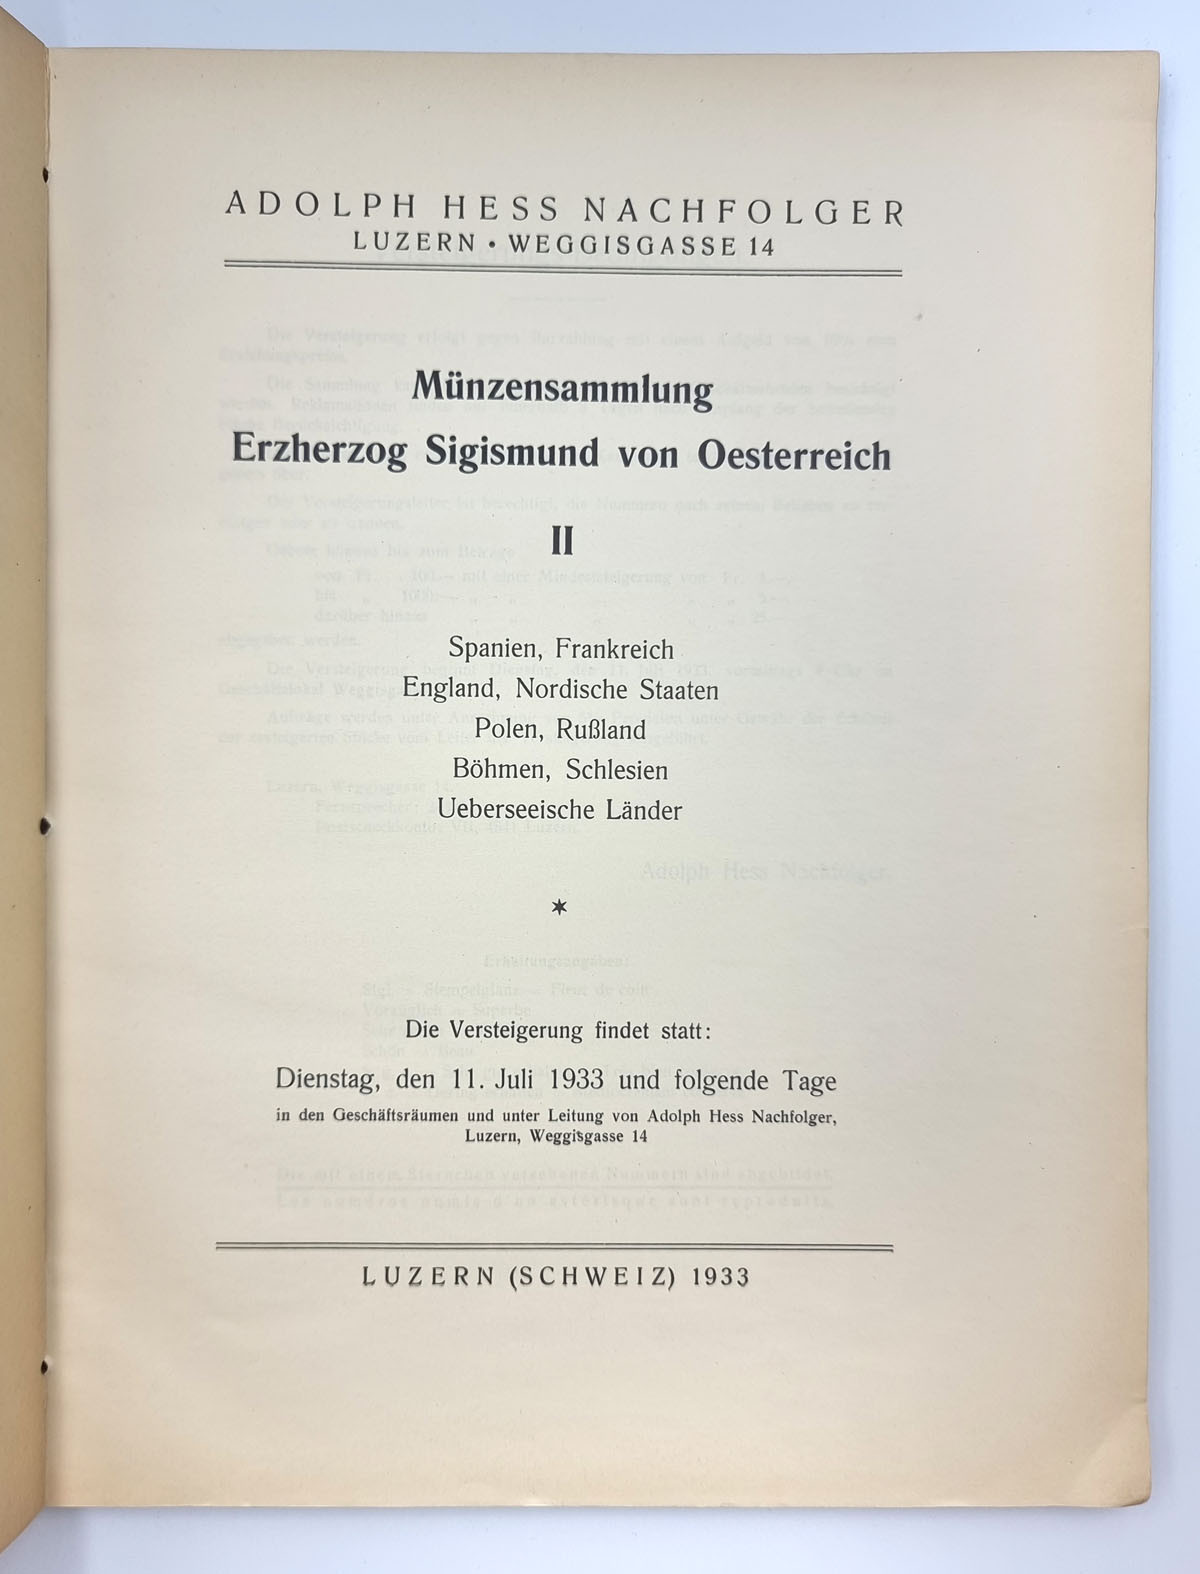 ADOLPH HESS NACHFOLGER
LUZERN • WEGGISGASSE 14
Münzensammlung
Erzherzog Sigismund von Oesterreich
II
Spanien, Frankreich
England, Nordische Staaten
Polen, Rußland
Böhmen, Schlesien
Ueberseeische Länder
Die Versteigerung findet statt:
Dienstag, den 11. Juli 1933 und folgende Tage
in den Geschäftsräumen und unter Leitung von Adolph Hess Nachfolger,
Luzern, Weggisgasse 14
LUZERN (SCHWEIZ) 1933